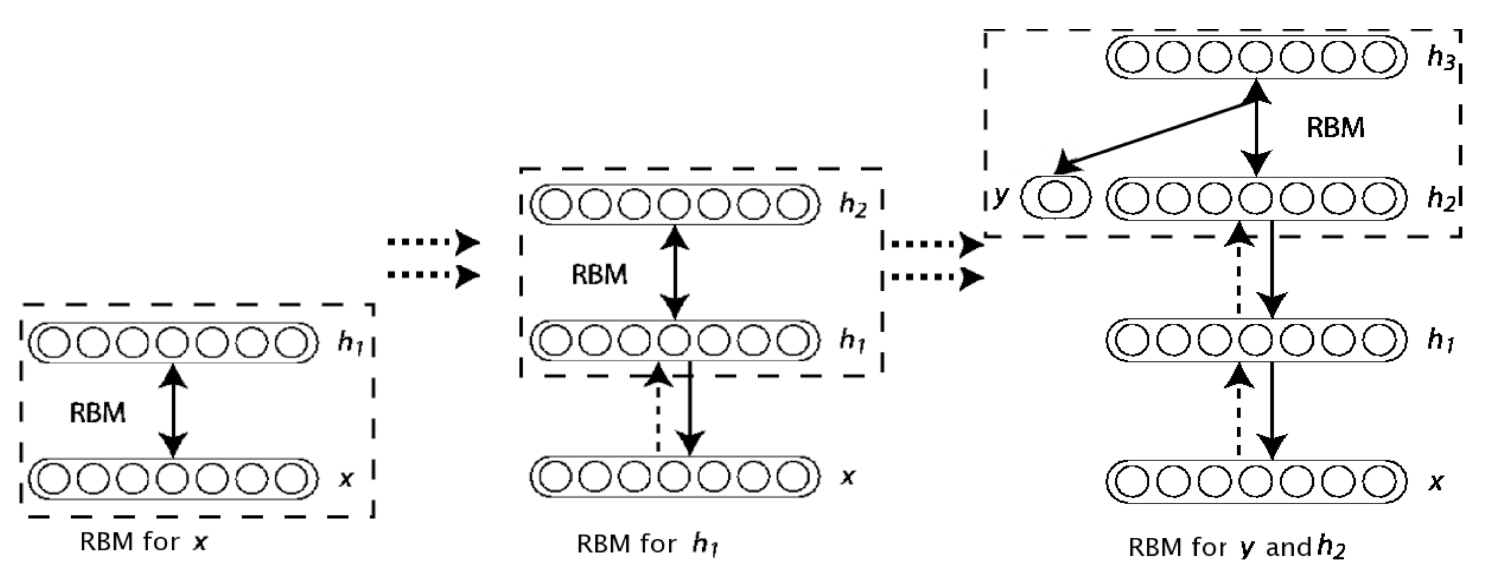 h1
RBM
x
RBM for x
h2
RBM
h1
x
RBM for h1
h3
RBM
y
h2
h1
x
RBM for y and h2